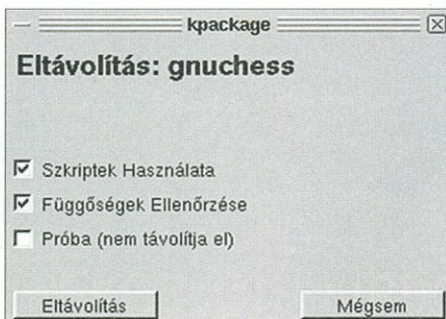 kpackage
Eltávolítás: gnuchess
Szkriptek Használata
Függőségek Ellenőrzése
Próba (nem távolítja el)
Eltávolítás
Mégsem